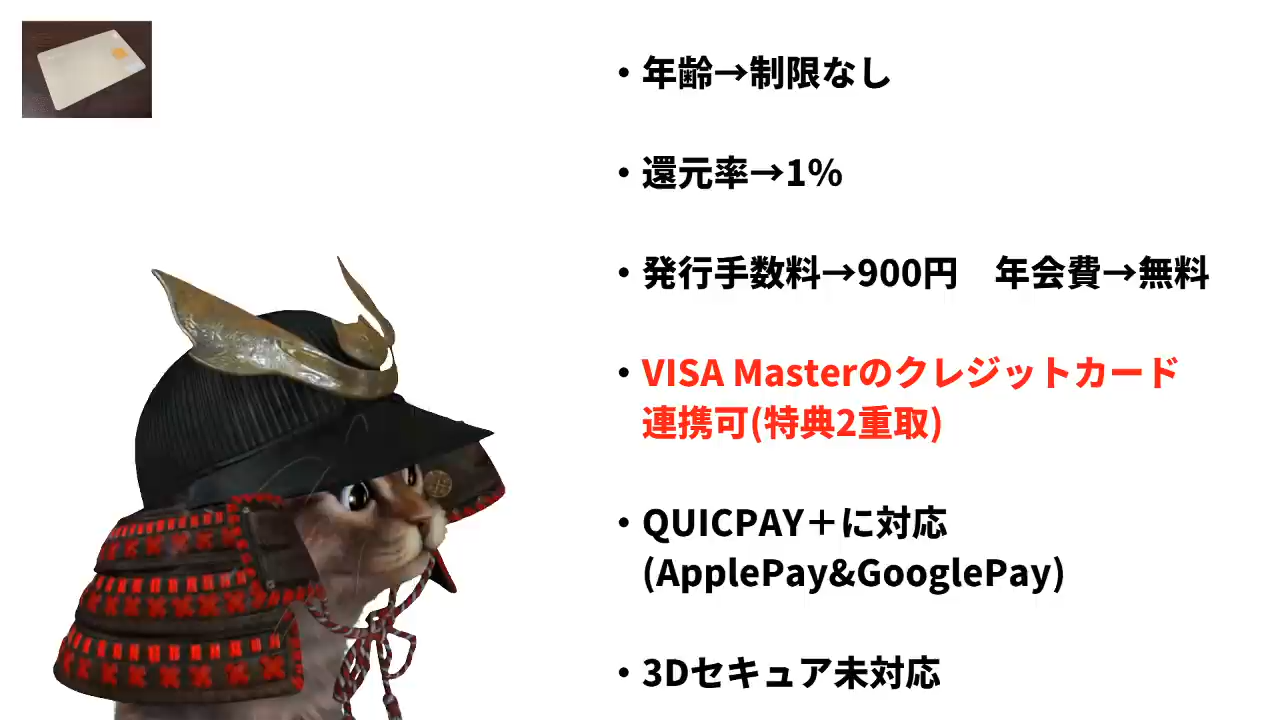 ・年齢→制限なし
・還元率→1%
・発行手数料→900円　年会費→無料
・VISA Masterのクレジットカード
連携可(特典2重取)
・QUICPAY＋に対応
(ApplePay&GooglePay)
・3Dセキュア未対応